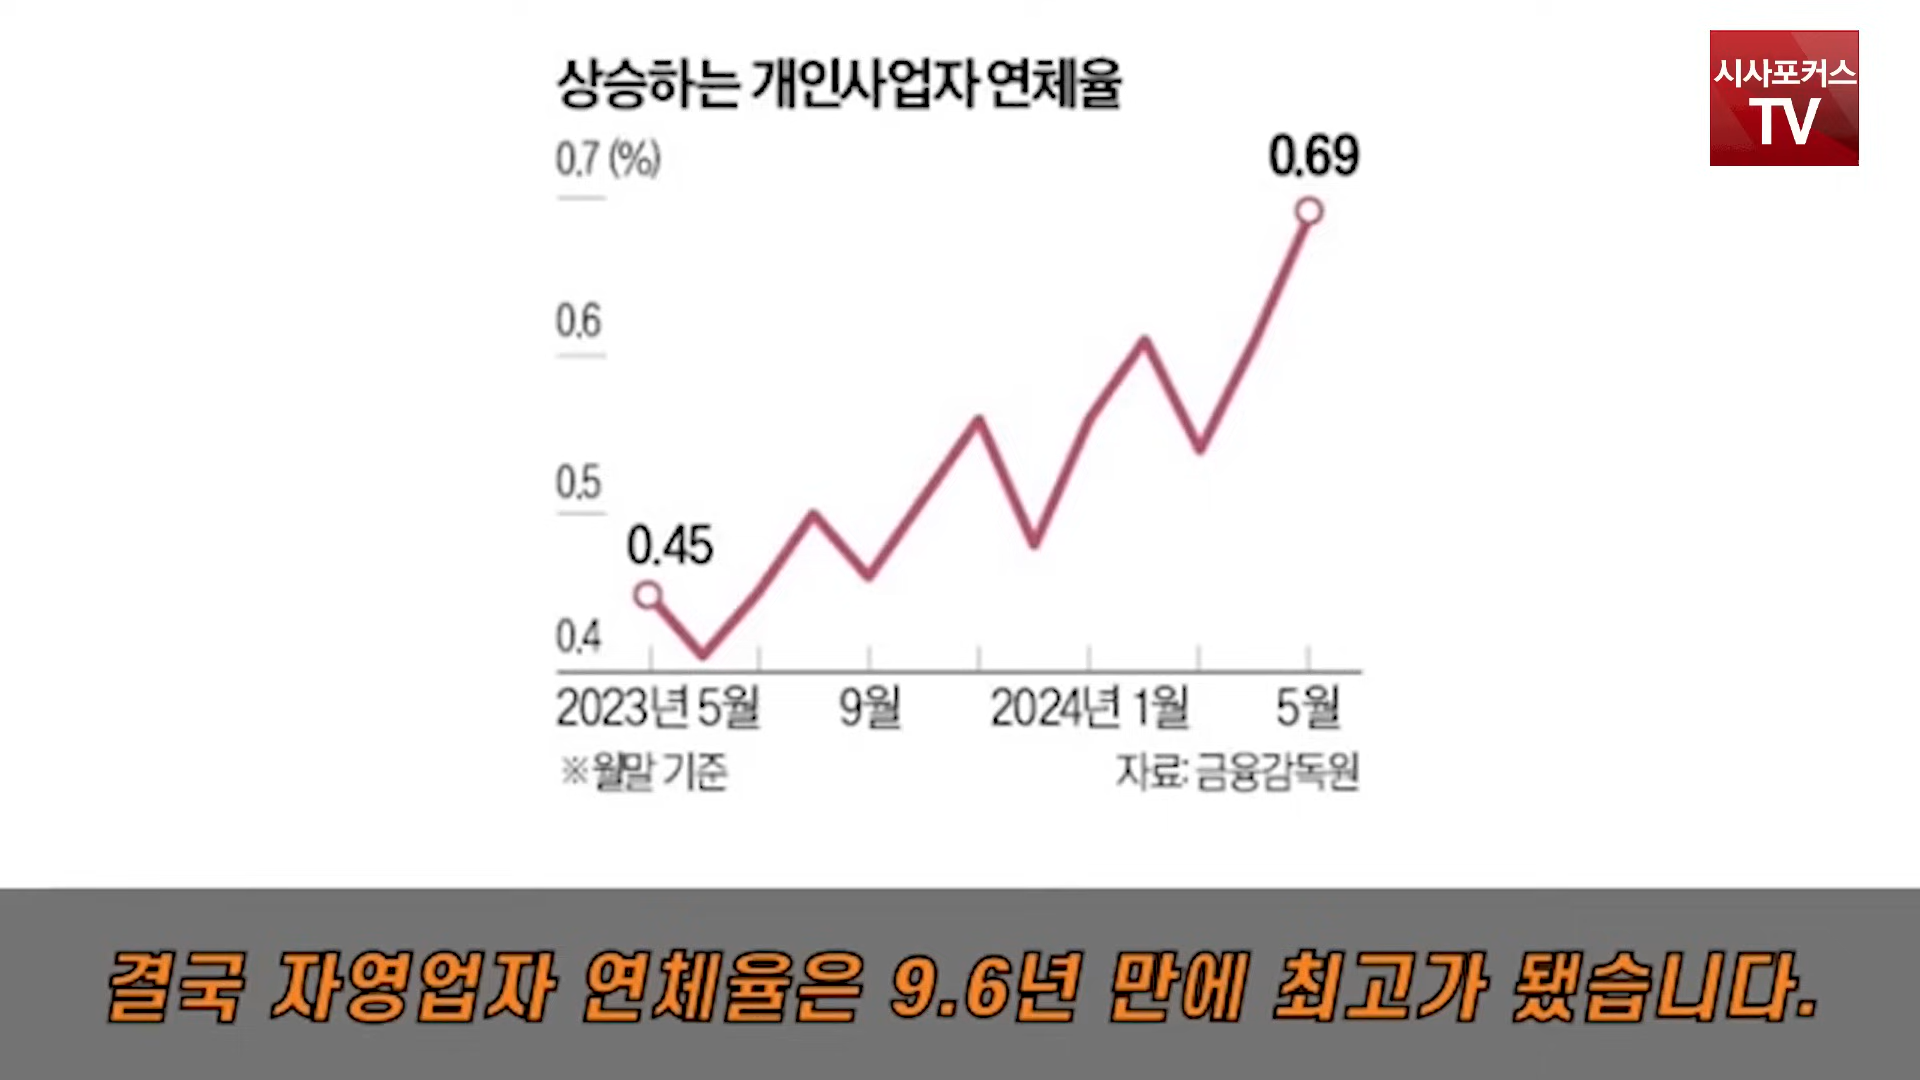 상승하는 개인사업자 연체율
시사포커스
TV
0.7 (%)
0.69
0.6
0.5
0.45
0.4
2023년 5월 9월 2024년 1월 5월
※월말 기준 자료: 금융감독원
결국 자영업자 연체율은 9.6년 만에 최고가 됐습니다.